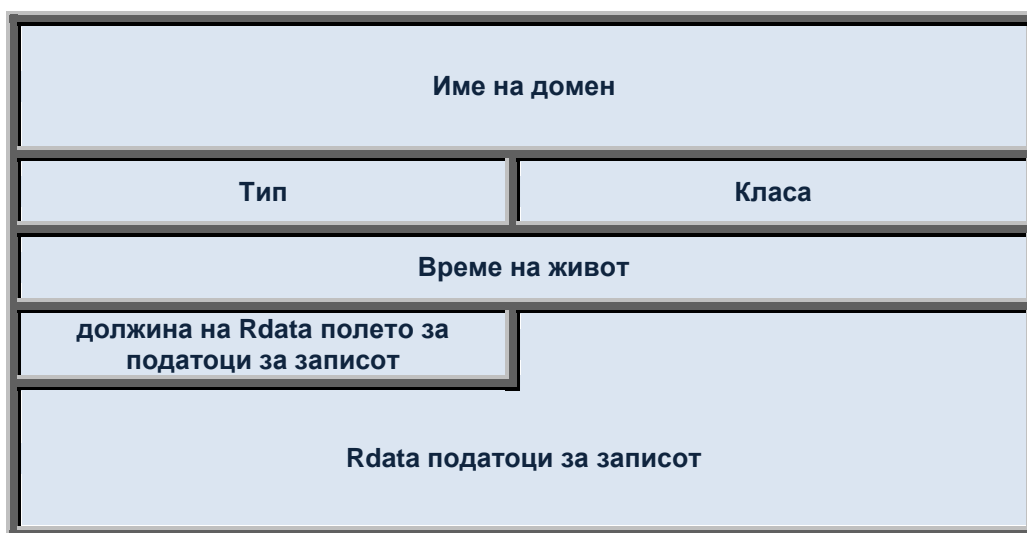 Име на домен
Тип
Класа
Време на живот
должина на Rdata полето за
податоци за записот
Rdata податоци за записот